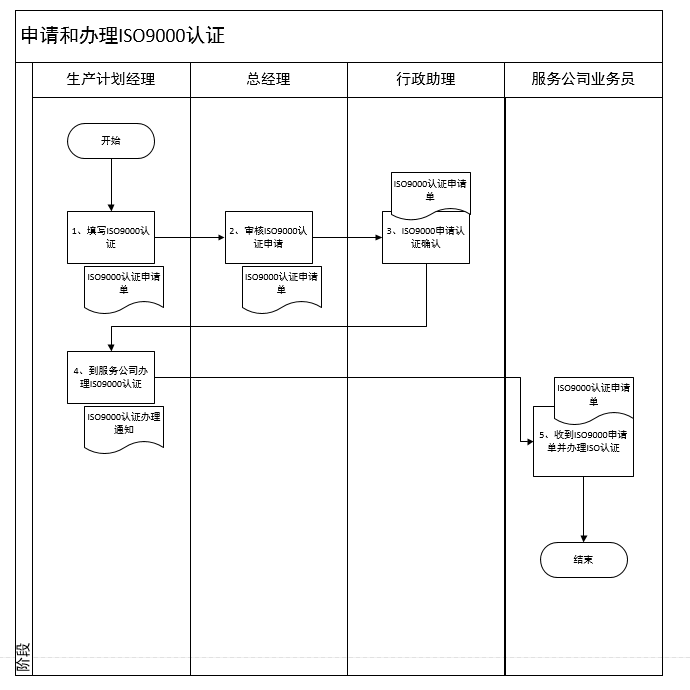 申请和办理ISO9000认证
生产计划经理
总经理
行政助理
服务公司业务员
开始
ISO9000认证申请
单
1、填写ISO9000认
证
2、审核ISO9000认
证申请
3、ISO9000申请认
证确认
ISO9000认证申请
单
ISO9000认证申请
单
4、到服务公司办
理ISO9000认证
ISO9000认证办理
通知
ISO9000认证申请
单
5、收到ISO9000申请
单并办理ISO认证
结束
阶段